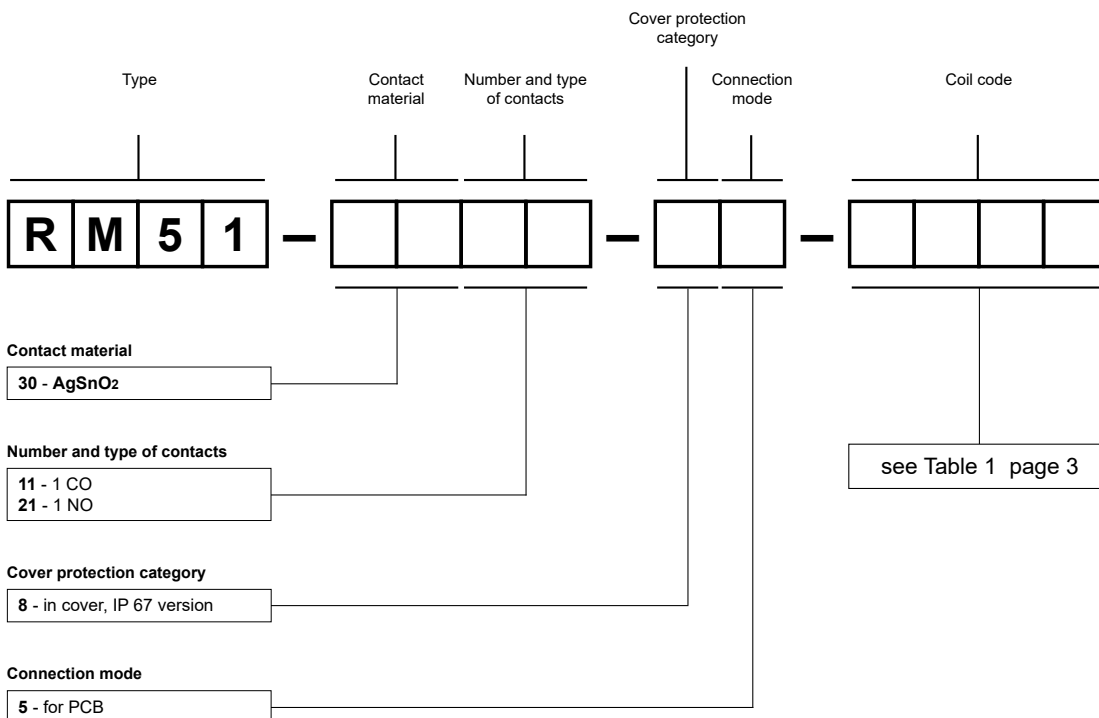 Cover protection
category
Type
Contact
material
Number and type
of contacts
Connection
mode
Coil code
R M 5 1 – – –
Contact material
30 - AgSnO2
Number and type of contacts
11 - 1 CO
21 - 1 NO
see Table 1 page 3
Cover protection category
8 - in cover, IP 67 version
Connection mode
5 - for PCB